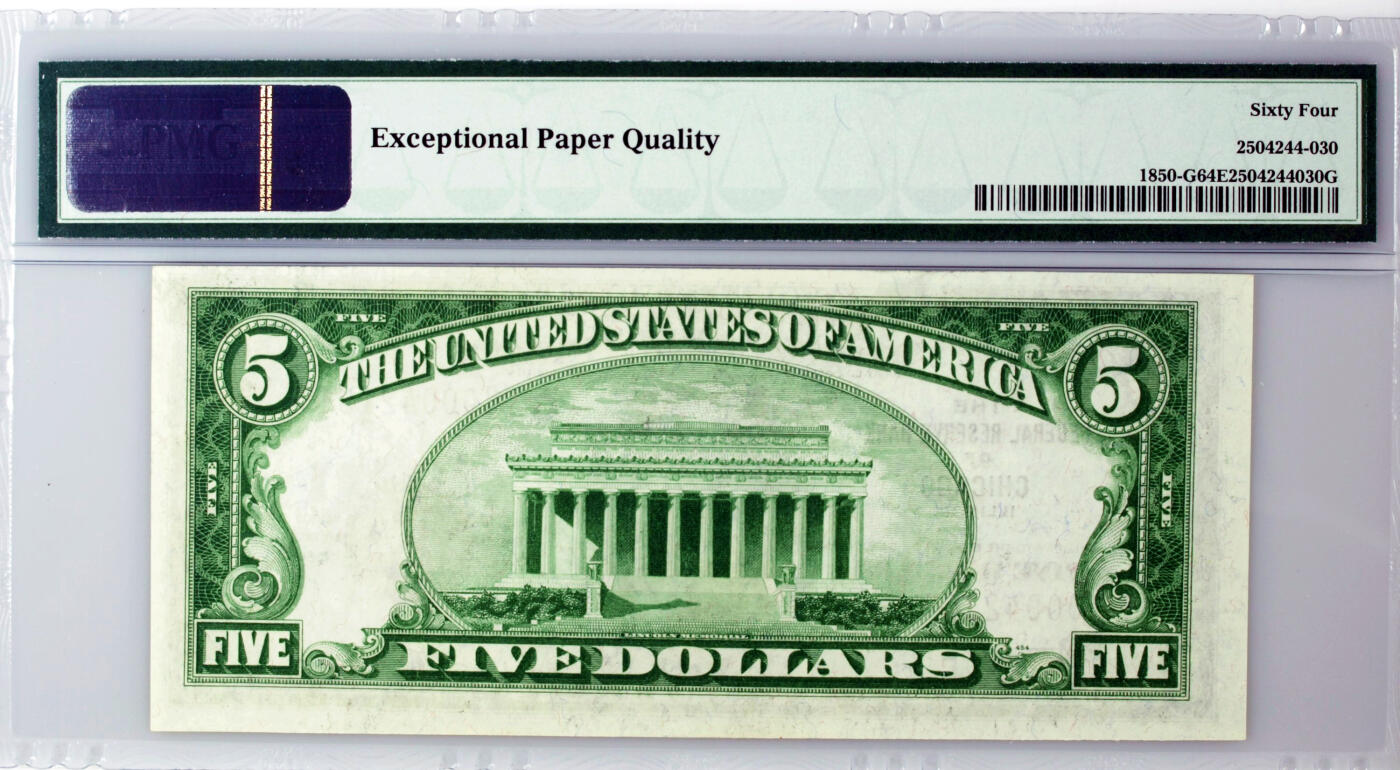 PMG
Exceptional Paper Quality
Sixty Four
2504244-030
1850-G64E2504244030G
FIVE
FIVE
5
THE UNITED STATES OF AMERICA
5
FIVE
FIVE
LINCOLN MEMORIAL
454
FIVE
FIVE DOLLARS
FIVE